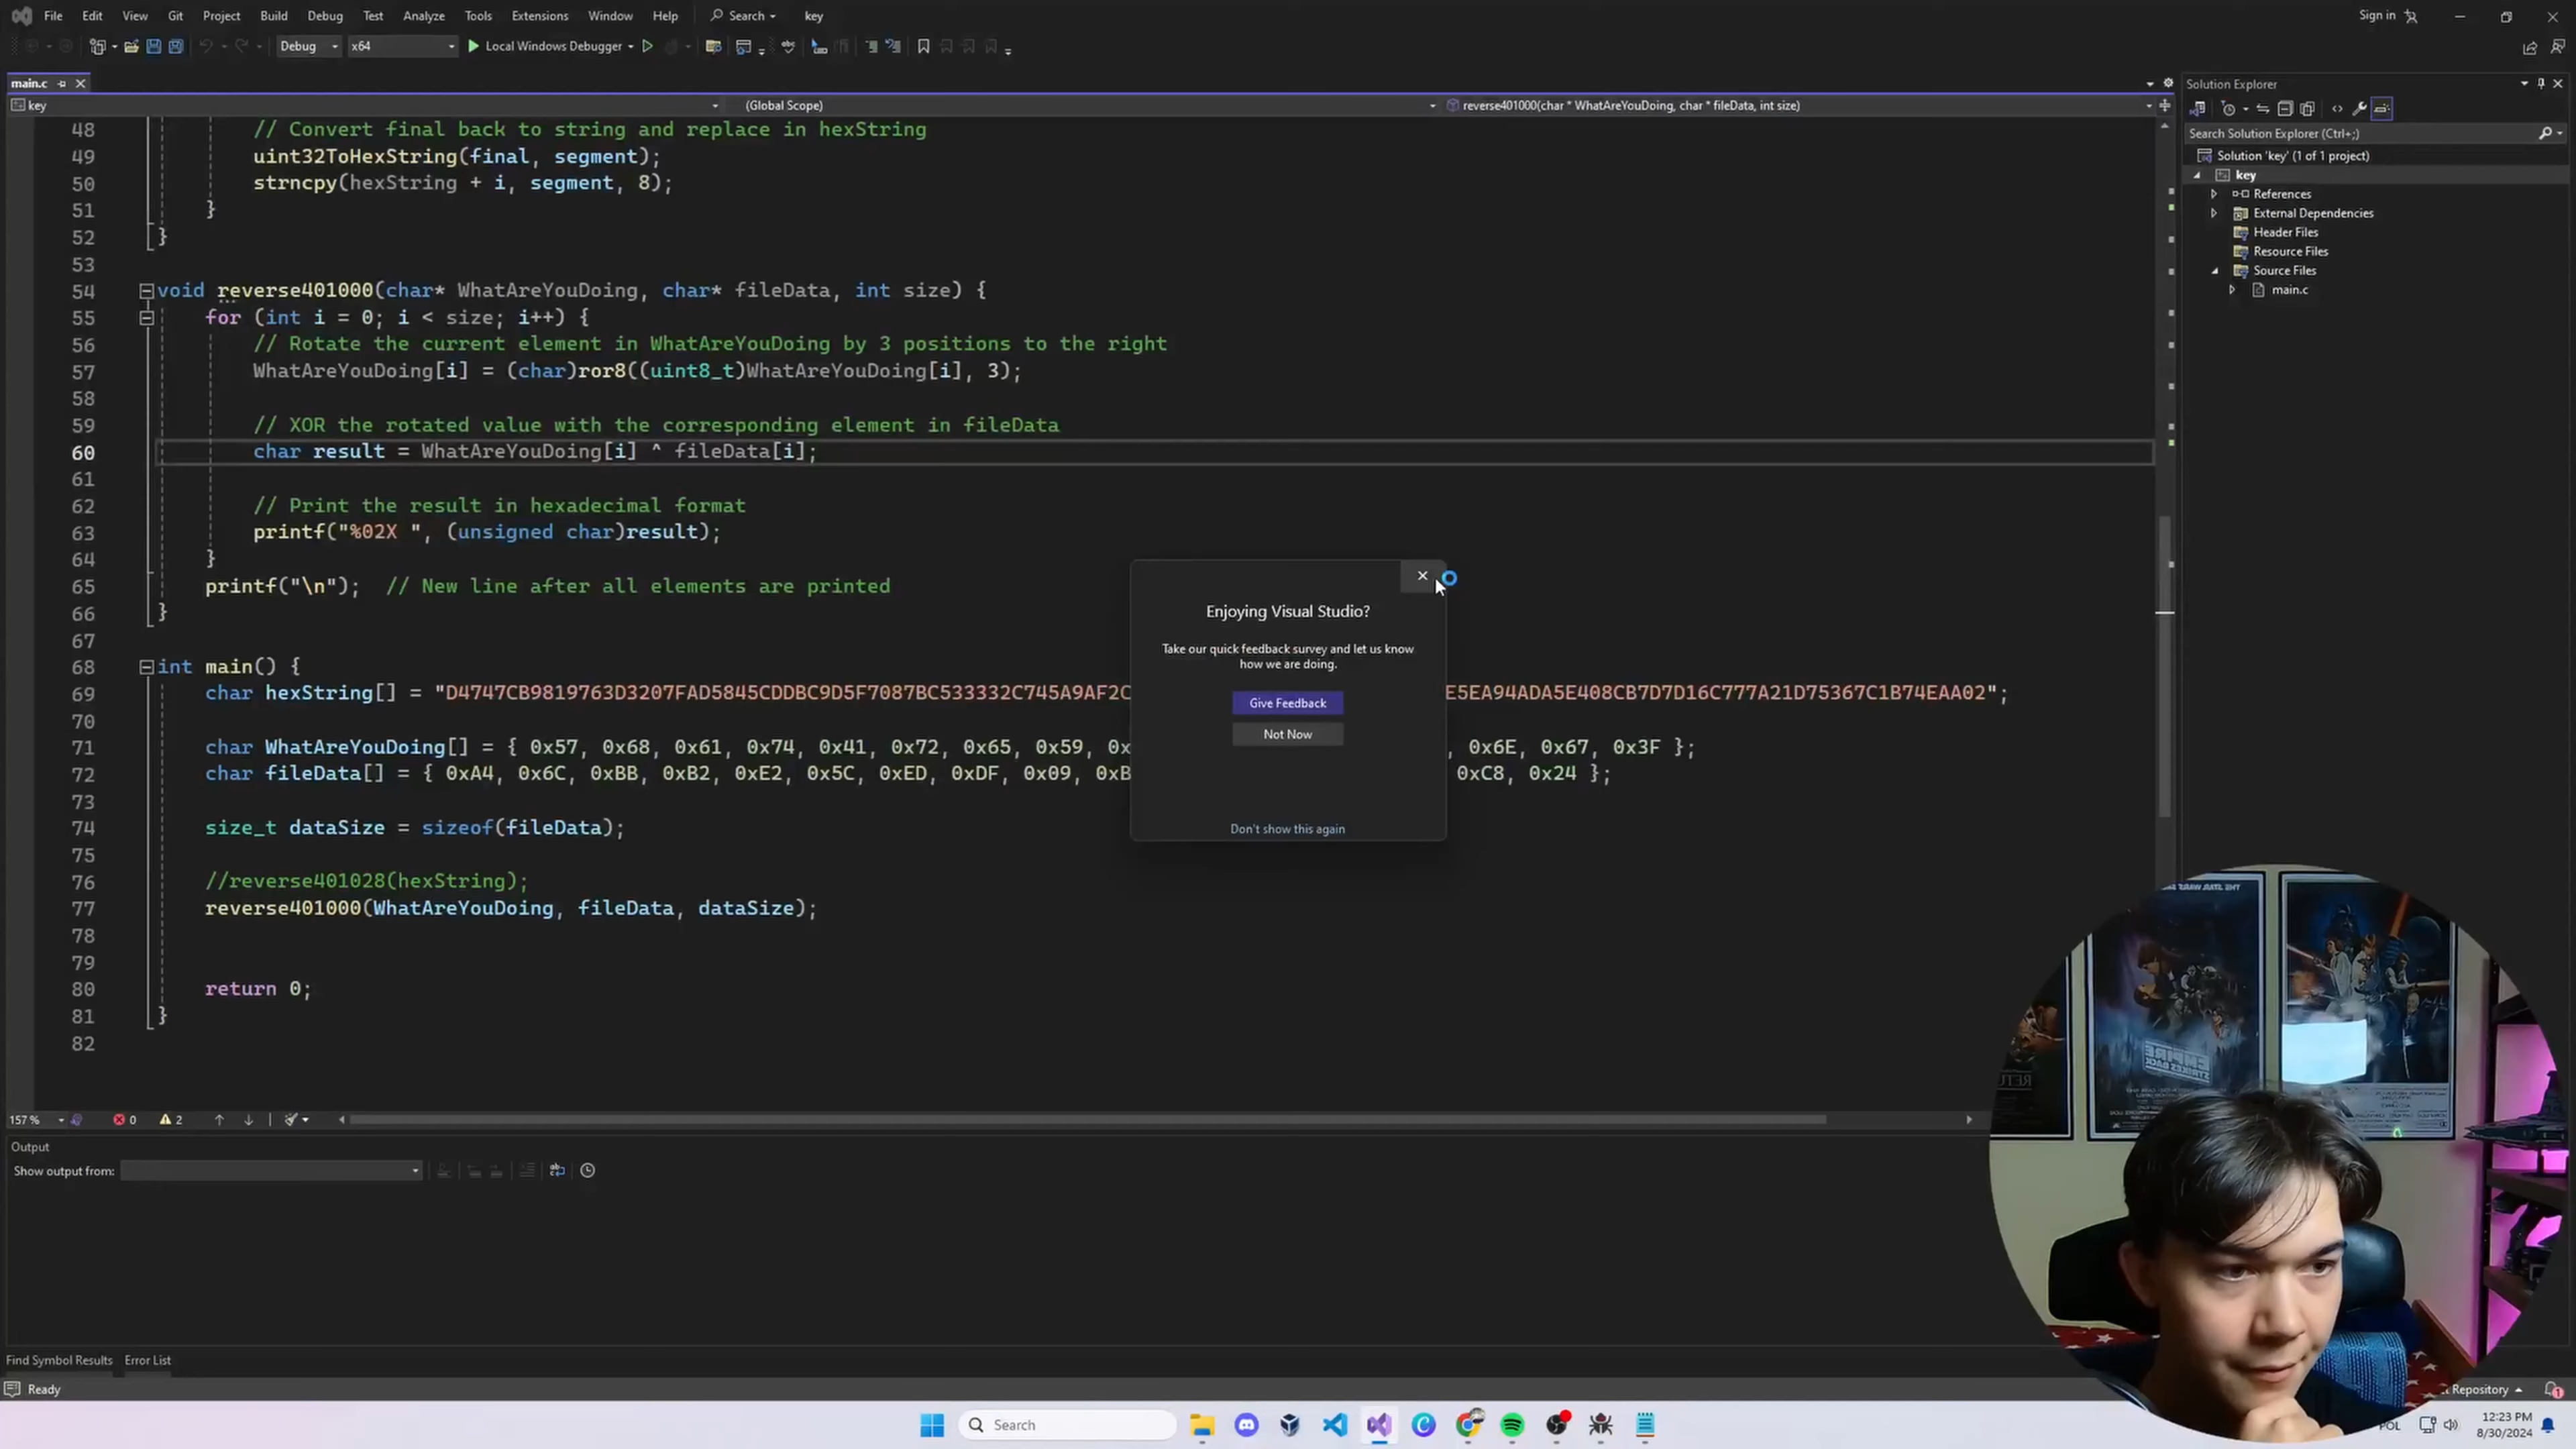 File Edit View Git Project Build Debug Test Analyze Tools Extensions Window Help Search key Sign in
Debug x64 Local Windows Debugger
main.c
key (Global Scope) reverse401000(char * WhatAreYouDoing, char * fileData, int size)
48 // Convert final back to string and replace in hexString
49 uint32ToHexString(final, segment);
50 strncpy(hexString + i, segment, 8);
51 }
52 }
53
54 void reverse401000(char* WhatAreYouDoing, char* fileData, int size) {
55 for (int i = 0; i < size; i++) {
56 // Rotate the current element in WhatAreYouDoing by 3 positions to the right
57 WhatAreYouDoing[i] = (char)ror8((uint8_t)WhatAreYouDoing[i], 3);
58
59 // XOR the rotated value with the corresponding element in fileData
60 char result = WhatAreYouDoing[i] ^ fileData[i];
61
62 // Print the result in hexadecimal format
63 printf("%02X ", (unsigned char)result);
64 }
65 printf("\n"); // New line after all elements are printed
66 }
67
68 int main() {
69 char hexString[] = "D4747CB9819763D3207FAD5845CDDBC9D5F7087BC533332C745A9AF2C E5EA94ADA5E408CB7D7D16C777A21D75367C1B74EAA02";
70
71 char WhatAreYouDoing[] = { 0x57, 0x68, 0x61, 0x74, 0x41, 0x72, 0x65, 0x59, 0x , 0x6E, 0x67, 0x3F };
72 char fileData[] = { 0xA4, 0x6C, 0xBB, 0xB2, 0xE2, 0x5C, 0xED, 0xDF, 0x09, 0xB 0xC8, 0x24 };
73
74 size_t dataSize = sizeof(fileData);
75
76 //reverse401028(hexString);
77 reverse401000(WhatAreYouDoing, fileData, dataSize);
78
79
80 return 0;
81 }
82
Enjoying Visual Studio?
Take our quick feedback survey and let us know
how we are doing.
Give Feedback
Not Now
Don't show this again
Solution Explorer
Search Solution Explorer (Ctrl+;)
Solution 'key' (1 of 1 project)
key
References
External Dependencies
Header Files
Resource Files
Source Files
main.c
157 % 0 2
Output
Show output from:
Find Symbol Results Error List
Ready
Repository 1
Search
POL
12:23 PM
8/30/2024
THE STAR WARS SAGA
EMPIRE
STRIKES BACK